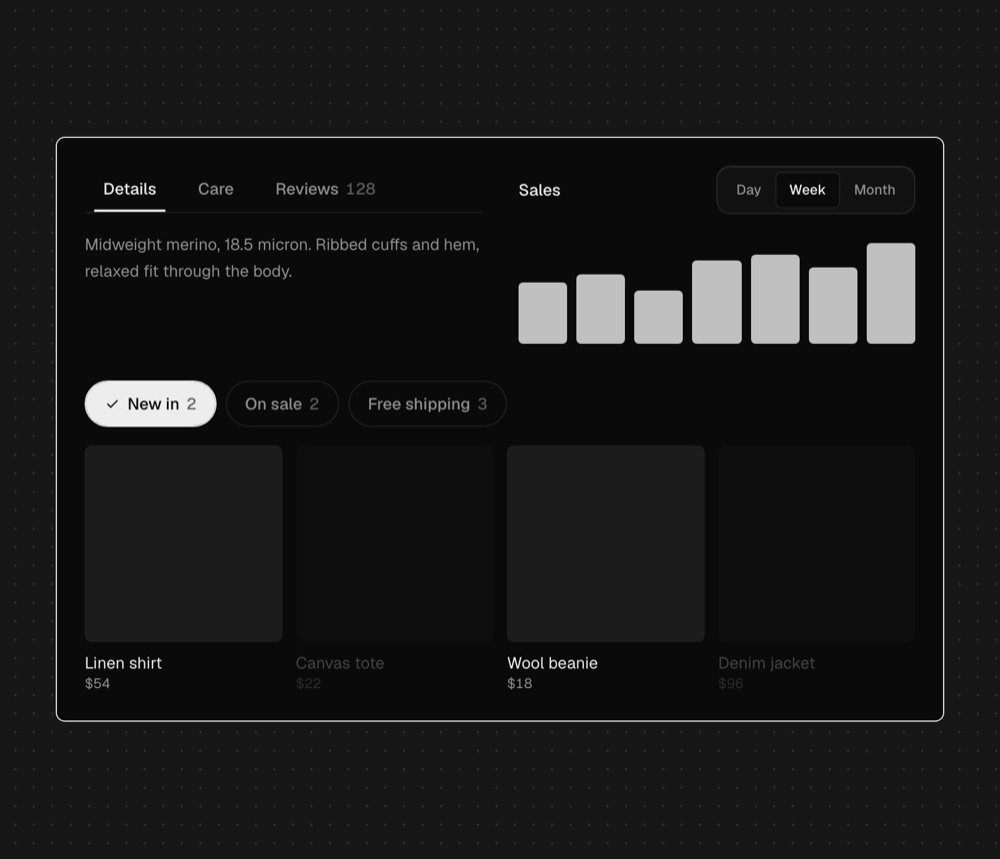 Details Care Reviews 128
Midweight merino, 18.5 micron. Ribbed cuffs and hem,
relaxed fit through the body.
Sales Day Week Month
New in 2 On sale 2 Free shipping 3
Linen shirt
$54
Canvas tote
$22
Wool beanie
$18
Denim jacket
$96